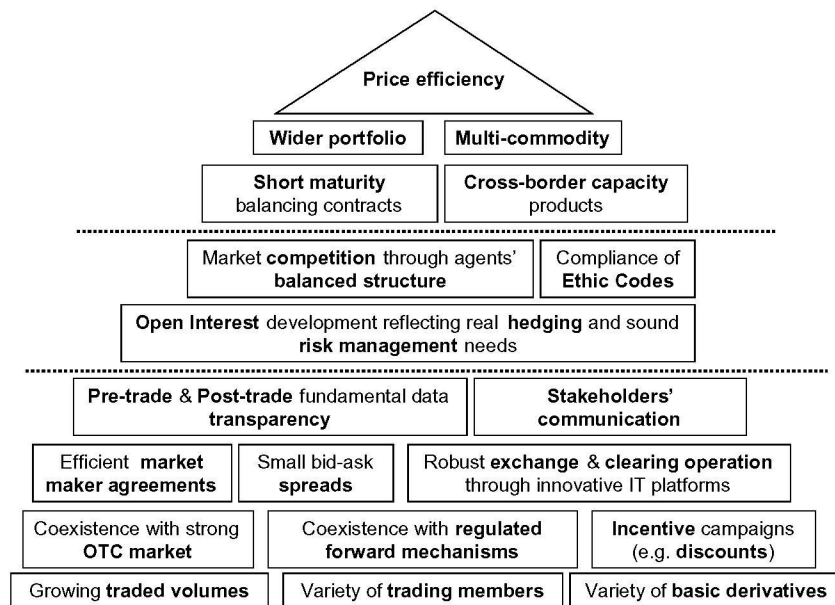 Price efficiency
Wider portfolio
Multi-commodity
Short maturity
balancing contracts
Cross-border capacity
products
Market competition through agents'
balanced structure
Compliance of
Ethic Codes
Open Interest development reflecting real hedging and sound
risk management needs
Pre-trade & Post-trade fundamental data
transparency
Stakeholders'
communication
Efficient market
maker agreements
Small bid-ask
spreads
Robust exchange & clearing operation
through innovative IT platforms
Coexistence with strong
OTC market
Coexistence with regulated
forward mechanisms
Incentive campaigns
(e.g. discounts)
Growing traded volumes
Variety of trading members
Variety of basic derivatives